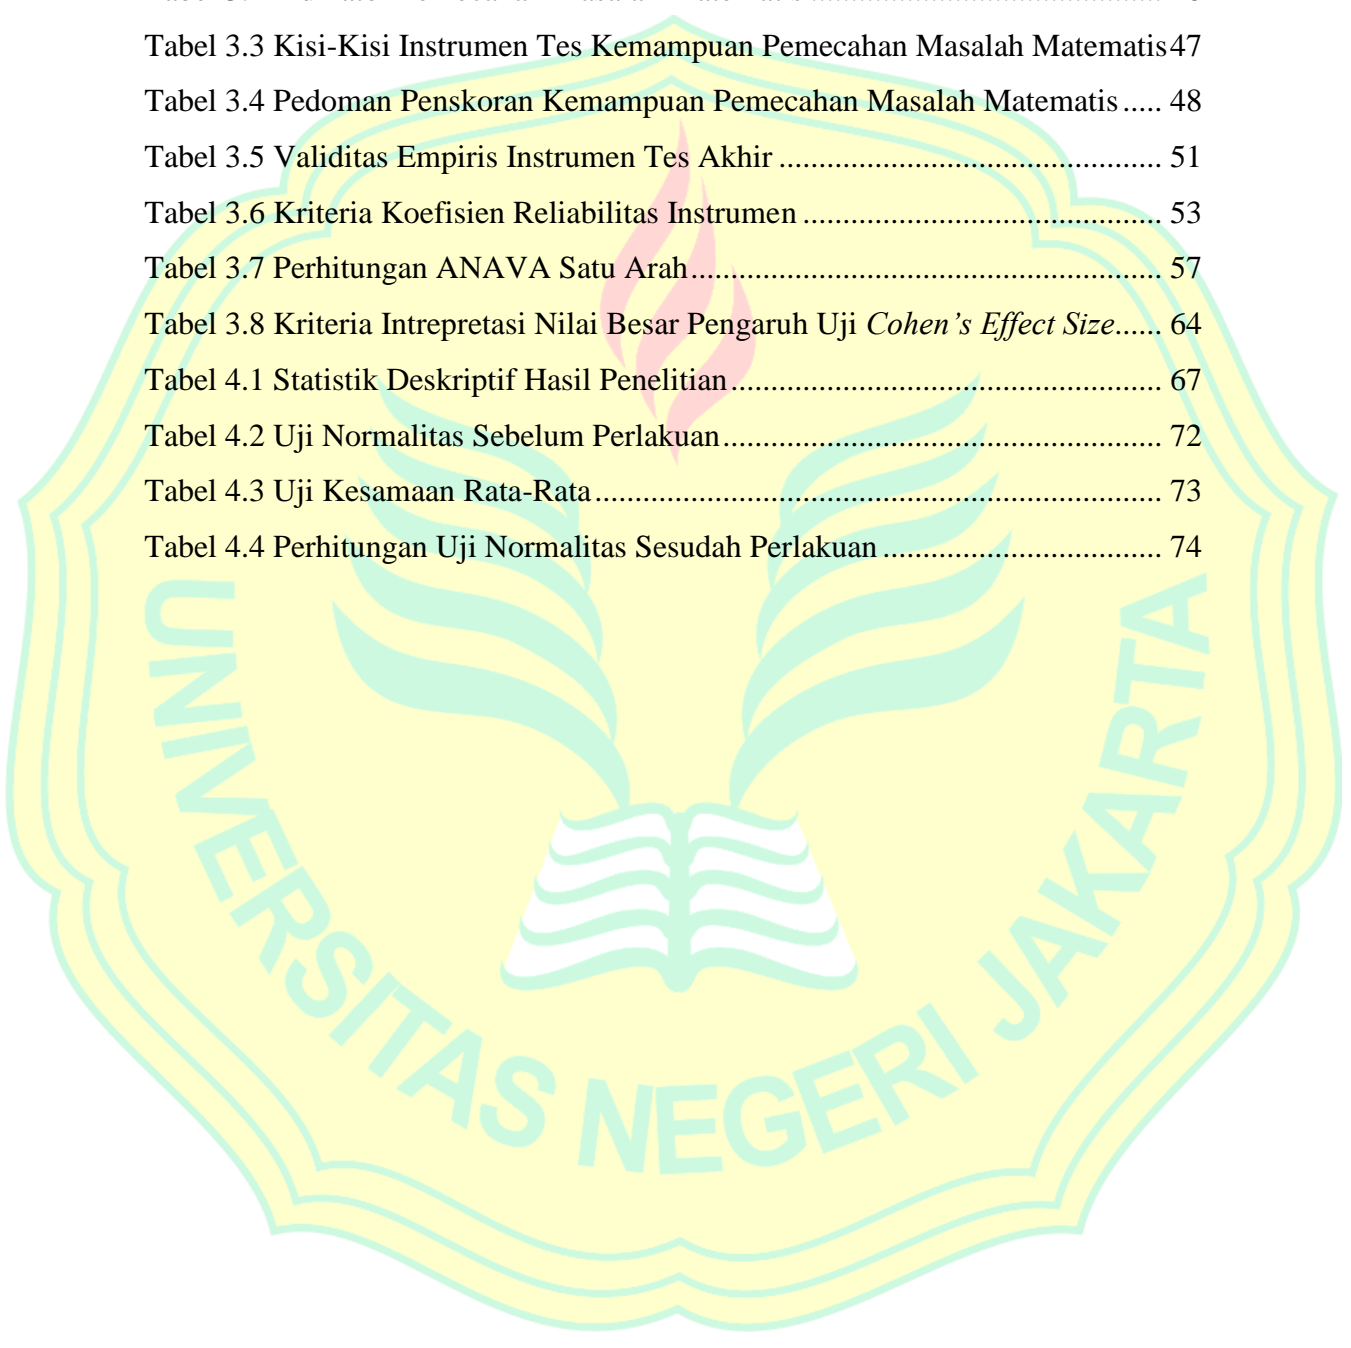 Tabel 3.3 Kisi-Kisi Instrumen Tes Kemampuan Pemecahan Masalah Matematis47
Tabel 3.4 Pedoman Penskoran Kemampuan Pemecahan Masalah Matematis ..... 48
Tabel 3.5 Validitas Empiris Instrumen Tes Akhir ................................................ 51
Tabel 3.6 Kriteria Koefisien Reliabilitas Instrumen ............................................. 53
Tabel 3.7 Perhitungan ANAVA Satu Arah........................................................... 57
Tabel 3.8 Kriteria Intrepretasi Nilai Besar Pengaruh Uji Cohen’s Effect Size...... 64
Tabel 4.1 Statistik Deskriptif Hasil Penelitian...................................................... 67
Tabel 4.2 Uji Normalitas Sebelum Perlakuan....................................................... 72
Tabel 4.3 Uji Kesamaan Rata-Rata....................................................................... 73
Tabel 4.4 Perhitungan Uji Normalitas Sesudah Perlakuan ................................... 74
UNIVERSITAS NEGERI JAKARTA